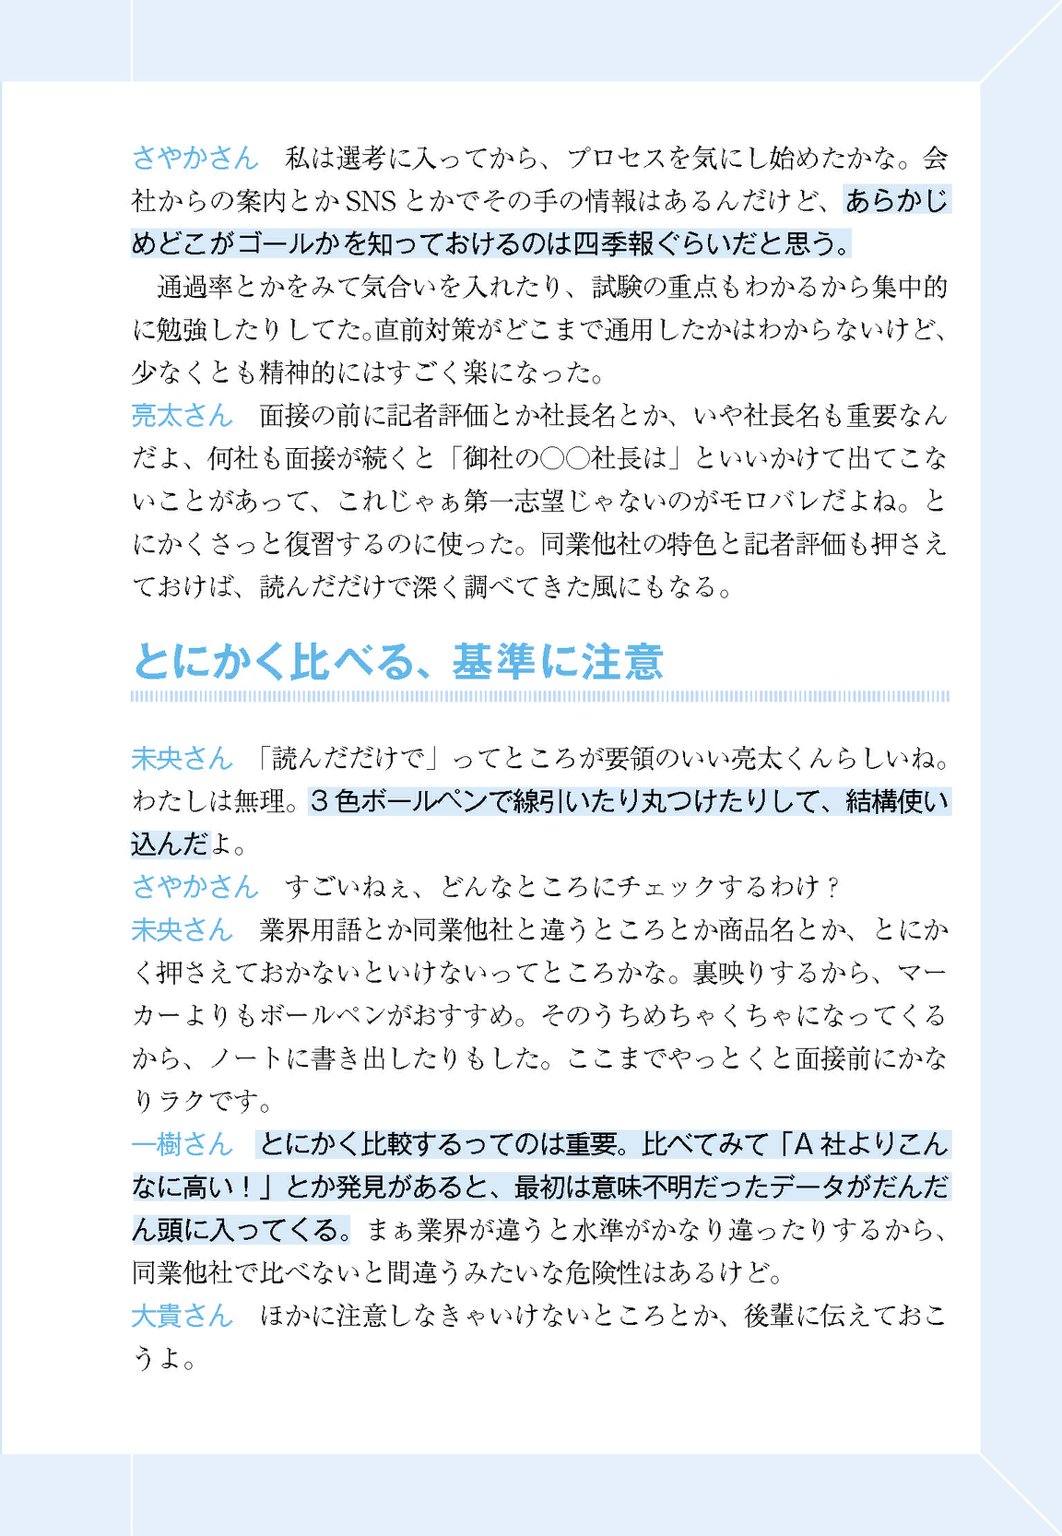 さやかさん　私は選考に入ってから、プロセスを気にし始めたかな。会
社からの案内とかSNSとかでその手の情報はあるんだけど、あらかじ
めどこがゴールかを知っておけるのは四季報ぐらいだと思う。
　通過率とかをみて気合いを入れたり、試験の重点もわかるから集中的
に勉強したりしてた。直前対策がどこまで通用したかはわからないけど、
少なくとも精神的にはすごく楽になった。
亮太さん　面接の前に記者評価とか社長名とか、いや社長名も重要なん
だよ、何社も面接が続くと「御社の〇〇社長は」といいかけて出てこな
いことがあって、これじゃぁ第一志望じゃないのがモロバレだよね。と
にかくさっと復習するのに使った。同業他社の特色と記者評価も押さえ
ておけば、読んだだけで深く調べてきた風にもなる。
とにかく比べる、基準に注意
未央さん　「読んだだけで」ってところが要領のいい亮太くんらしいね。
わたしは無理。3色ボールペンで線引いたり丸つけたりして、結構使い
込んだよ。
さやかさん　すごいねぇ、どんなところにチェックするわけ？
未央さん　業界用語とか同業他社と違うところとか商品名とか、とにか
く押さえておかないといけないってところかな。裏映りするから、マー
カーよりもボールペンがおすすめ。そのうちめちゃくちゃになってくる
から、ノートに書き出したりもした。ここまでやっとくと面接前にかな
りラクです。
一樹さん　とにかく比較するってのは重要。比べてみて「A社よりこん
なに高い！」とか発見があると、最初は意味不明だったデータがだんだ
ん頭に入ってくる。まぁ業界が違うと水準がかなり違ったりするから、
同業他社で比べないと間違うみたいな危険性はあるけど。
大貴さん　ほかに注意しなきゃいけないところとか、後輩に伝えておこ
うよ。